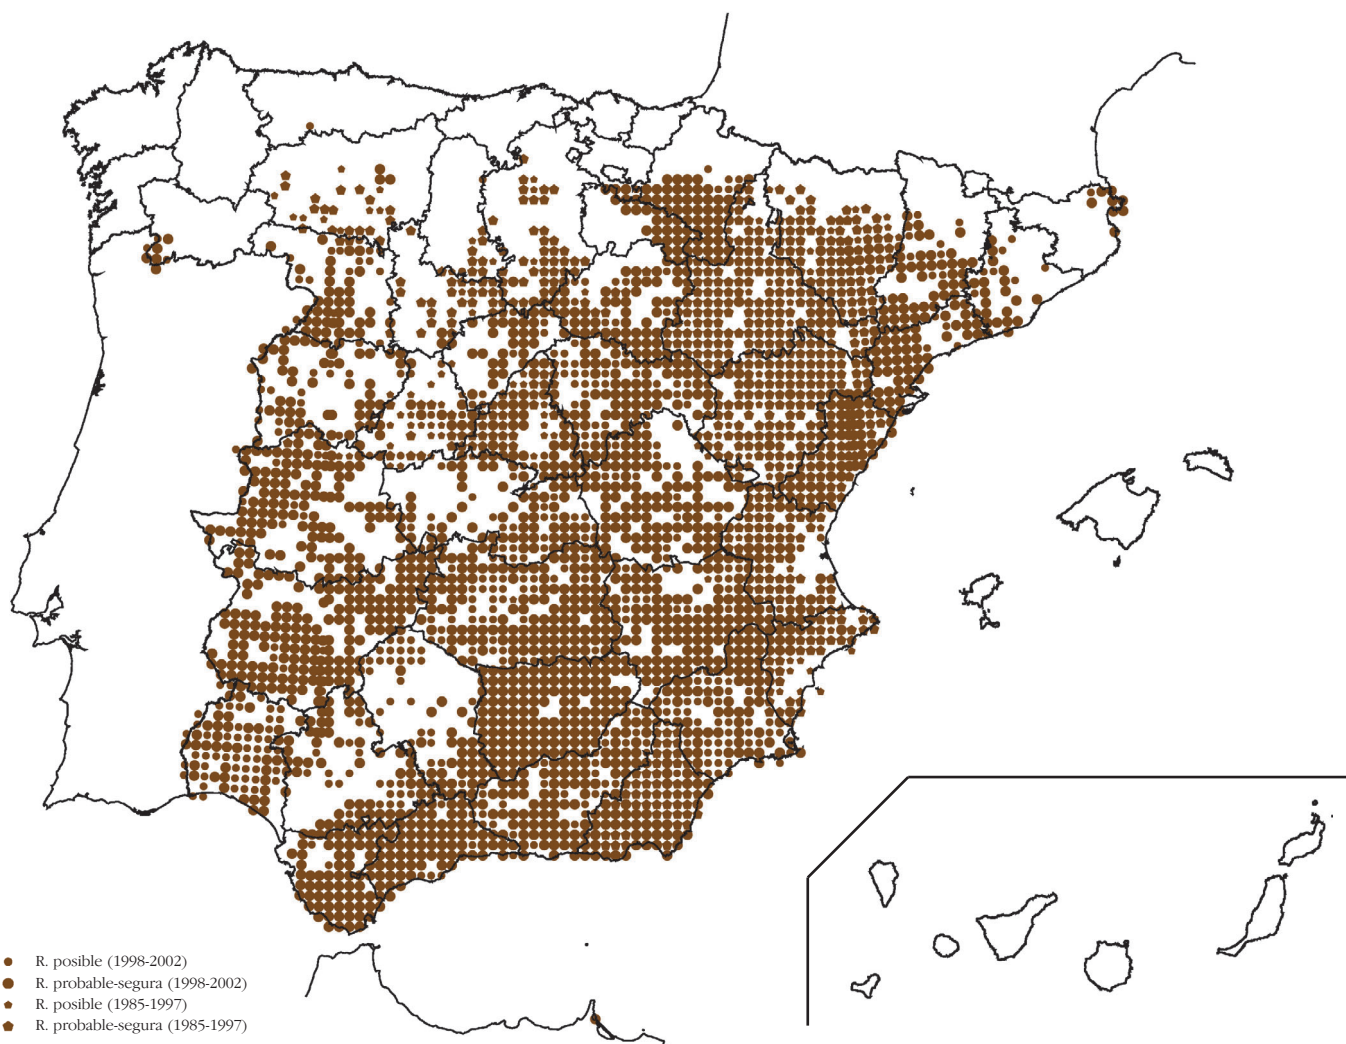 R. posible (1998-2002)
R. probable-segura (1998-2002)
R. posible (1985-1997)
R. probable-segura (1985-1997)